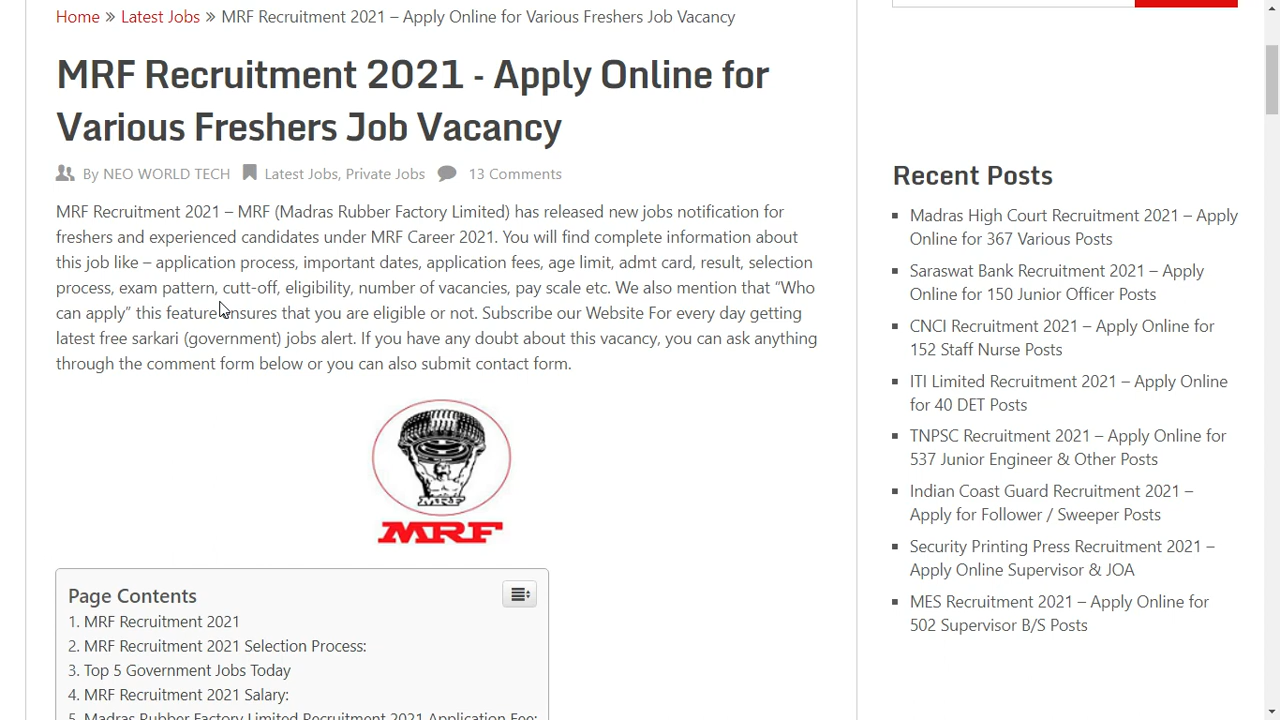 Home » Latest Jobs » MRF Recruitment 2021 – Apply Online for Various Freshers Job Vacancy
MRF Recruitment 2021 - Apply Online for
Various Freshers Job Vacancy
By NEO WORLD TECH Latest Jobs, Private Jobs 13 Comments
MRF Recruitment 2021 – MRF (Madras Rubber Factory Limited) has released new jobs notification for
freshers and experienced candidates under MRF Career 2021. You will find complete information about
this job like – application process, important dates, application fees, age limit, admt card, result, selection
process, exam pattern, cutt-off, eligibility, number of vacancies, pay scale etc. We also mention that “Who
can apply” this feature ensures that you are eligible or not. Subscribe our Website For every day getting
latest free sarkari (government) jobs alert. If you have any doubt about this vacancy, you can ask anything
through the comment form below or you can also submit contact form.
MRF
MRF
Page Contents
1. MRF Recruitment 2021
2. MRF Recruitment 2021 Selection Process:
3. Top 5 Government Jobs Today
4. MRF Recruitment 2021 Salary:
5. Madras Rubber Factory Limited Recruitment 2021 Application Fee:
Recent Posts
Madras High Court Recruitment 2021 – Apply
Online for 367 Various Posts
Saraswat Bank Recruitment 2021 – Apply
Online for 150 Junior Officer Posts
CNCI Recruitment 2021 – Apply Online for
152 Staff Nurse Posts
ITI Limited Recruitment 2021 – Apply Online
for 40 DET Posts
TNPSC Recruitment 2021 – Apply Online for
537 Junior Engineer & Other Posts
Indian Coast Guard Recruitment 2021 –
Apply for Follower / Sweeper Posts
Security Printing Press Recruitment 2021 –
Apply Online Supervisor & JOA
MES Recruitment 2021 – Apply Online for
502 Supervisor B/S Posts